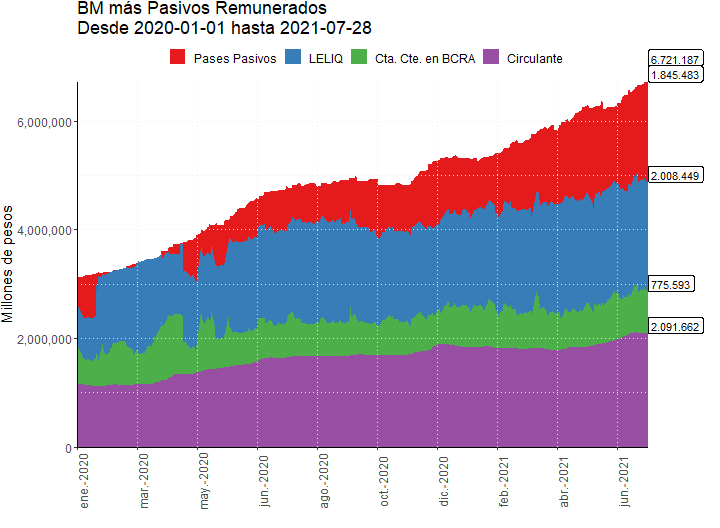 BM más Pasivos Remunerados
Desde 2020-01-01 hasta 2021-07-28
Pases Pasivos LELIQ Cta. Cte. en BCRA Circulante
6.721.187
1.845.483
6,000,000
2.008.449
4,000,000
Millones de pesos
775.593
2,000,000
2.091.662
0
ene.-2020 mar.-2020 may.-2020 jun.-2020 ago.-2020 oct.-2020 dic.-2020 feb.-2021 abr.-2021 jun.-2021